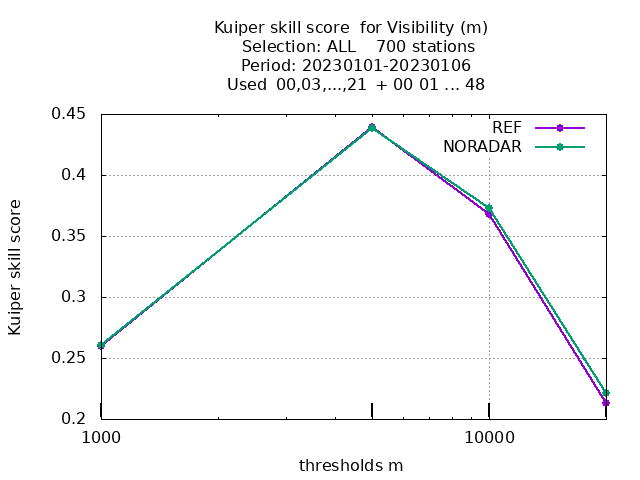 Kuiper skill score  for Visibility (m)
Selection: ALL    700 stations
Period: 20230101-20230106
Used  00,03,...,21  + 00 01 ... 48
REF
NORADAR
0.45
0.4
0.35
0.3
0.25
0.2
Kuiper skill score
1000
10000
thresholds m